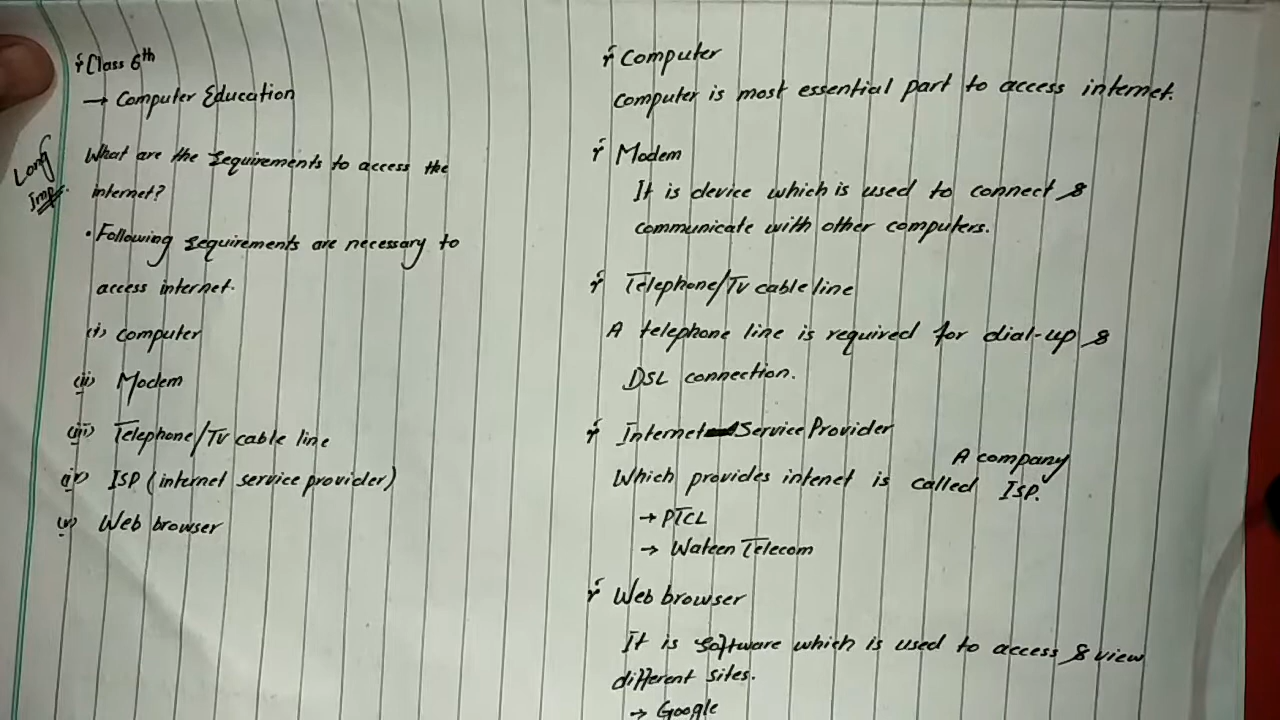 Class 6th
→ Computer Education
Long
Imp.
What are the requirements to access the
internet?
• Following requirements are necessary to
access internet.
(i) Computer
(ii) Modem
(iii) Telephone/Tv cable line
(iv) ISP (internet service provider)
(v) Web browser
Computer
Computer is most essential part to access internet.
Modem
It is device which is used to connect &
communicate with other computers.
Telephone/Tv cable line
A telephone line is required for dial-up &
DSL connection.
Internet Service Provider
A company
Which provides intenet is called ISP.
→ PTCL
→ Wateen Telecom
Web browser
It is software which is used to access & view
different sites.
→ Google